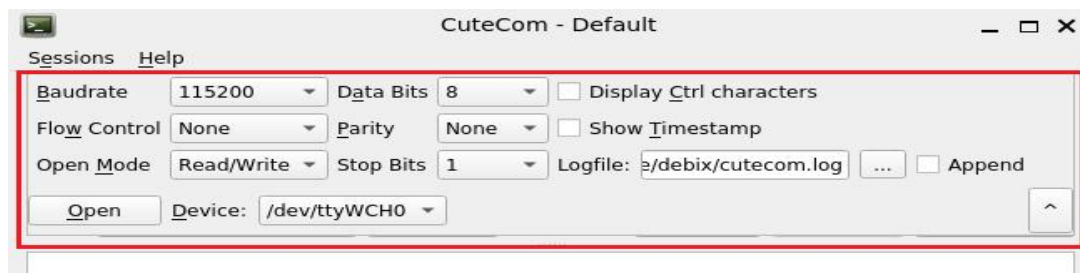 CuteCom - Default
Sessions Help
Baudrate 115200 Data Bits 8 Display Ctrl characters
Flow Control None Parity None Show Timestamp
Open Mode Read/Write Stop Bits 1 Logfile: e/debix/cutecom.log ... Append
Open Device: /dev/ttyWCH0